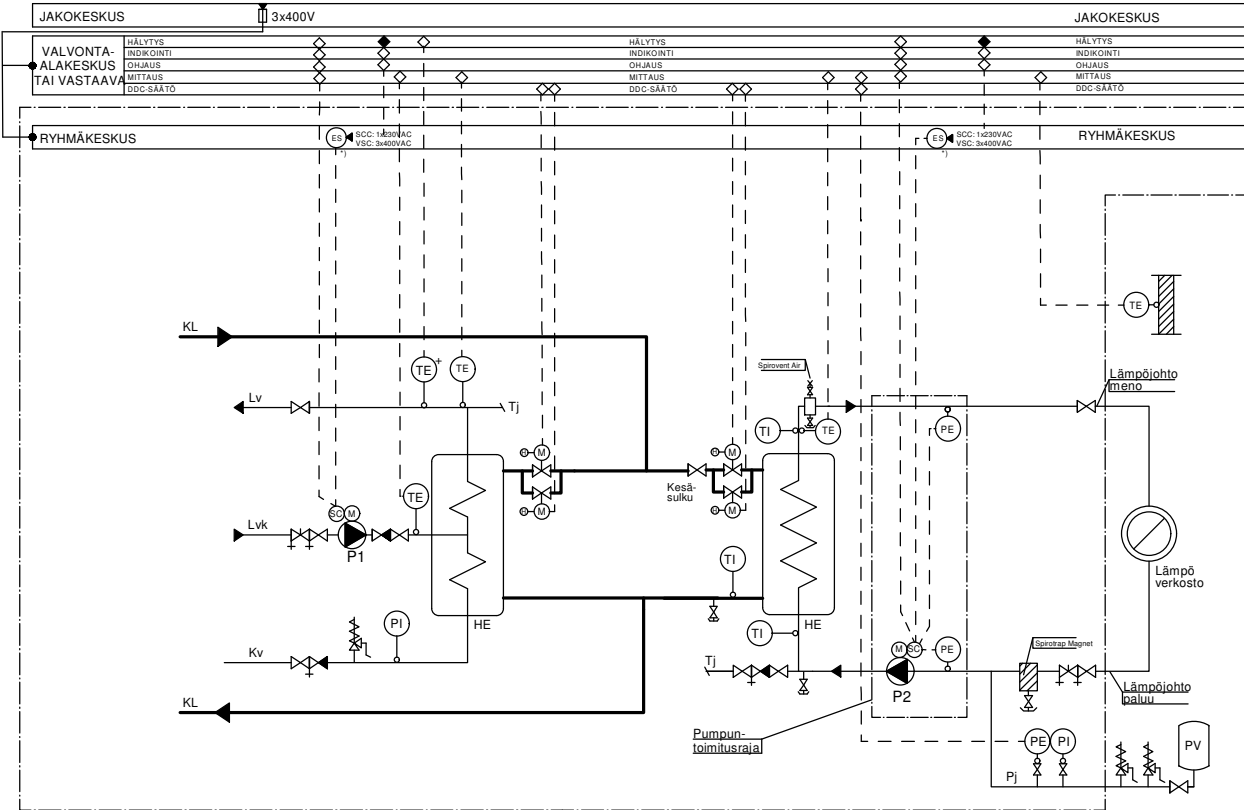 JAKOKESKUS
3x400V
JAKOKESKUS
VALVONTA-
ALAKESKUS
TAI VASTAAVA
HÄLYTYS
HÄLYTYS
HÄLYTYS
INDIKOINTI
INDIKOINTI
INDIKOINTI
OHJAUS
OHJAUS
OHJAUS
MITTAUS
MITTAUS
MITTAUS
DDC-SÄÄTÖ
DDC-SÄÄTÖ
DDC-SÄÄTÖ
RYHMÄKESKUS
ES
SCC: 1x230VAC
VSC: 3x400VAC
*)
ES
SCC: 1x230VAC
VSC: 3x400VAC
*)
RYHMÄKESKUS
TE
KL
TE+
TE
Spirovent Air
Lämpöjohto
meno
Lv
Tj
TI
TE
PE
H
M
H
M
Kesä-
sulku
TE
H
M
H
M
SC
M
Lvk
P1
TI
Lämpö
verkosto
HE
HE
PI
TI
Kv
M
SC
PE
Spirotrap Magnet
Tj
P2
Lämpöjohto
paluu
KL
Pumpun-
toimitusraja
PE
PI
PV
Pj